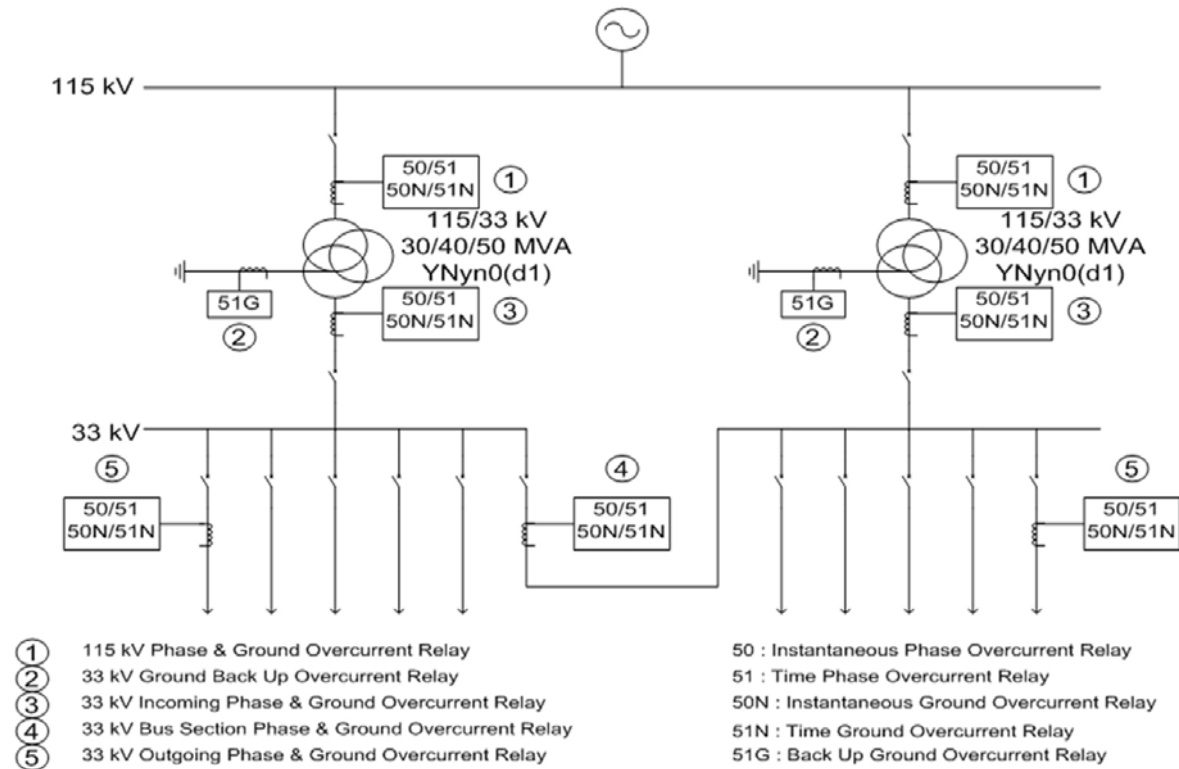 115 kV
50/51
50N/51N
1
115/33 kV
30/40/50 MVA
YNyn0(d1)
51G
2
50/51
50N/51N
3
50/51
50N/51N
1
115/33 kV
30/40/50 MVA
YNyn0(d1)
51G
2
50/51
50N/51N
3
33 kV
5
50/51
50N/51N
4
50/51
50N/51N
5
50/51
50N/51N
1 115 kV Phase & Ground Overcurrent Relay
2 33 kV Ground Back Up Overcurrent Relay
3 33 kV Incoming Phase & Ground Overcurrent Relay
4 33 kV Bus Section Phase & Ground Overcurrent Relay
5 33 kV Outgoing Phase & Ground Overcurrent Relay
50 : Instantaneous Phase Overcurrent Relay
51 : Time Phase Overcurrent Relay
50N : Instantaneous Ground Overcurrent Relay
51N : Time Ground Overcurrent Relay
51G : Back Up Ground Overcurrent Relay